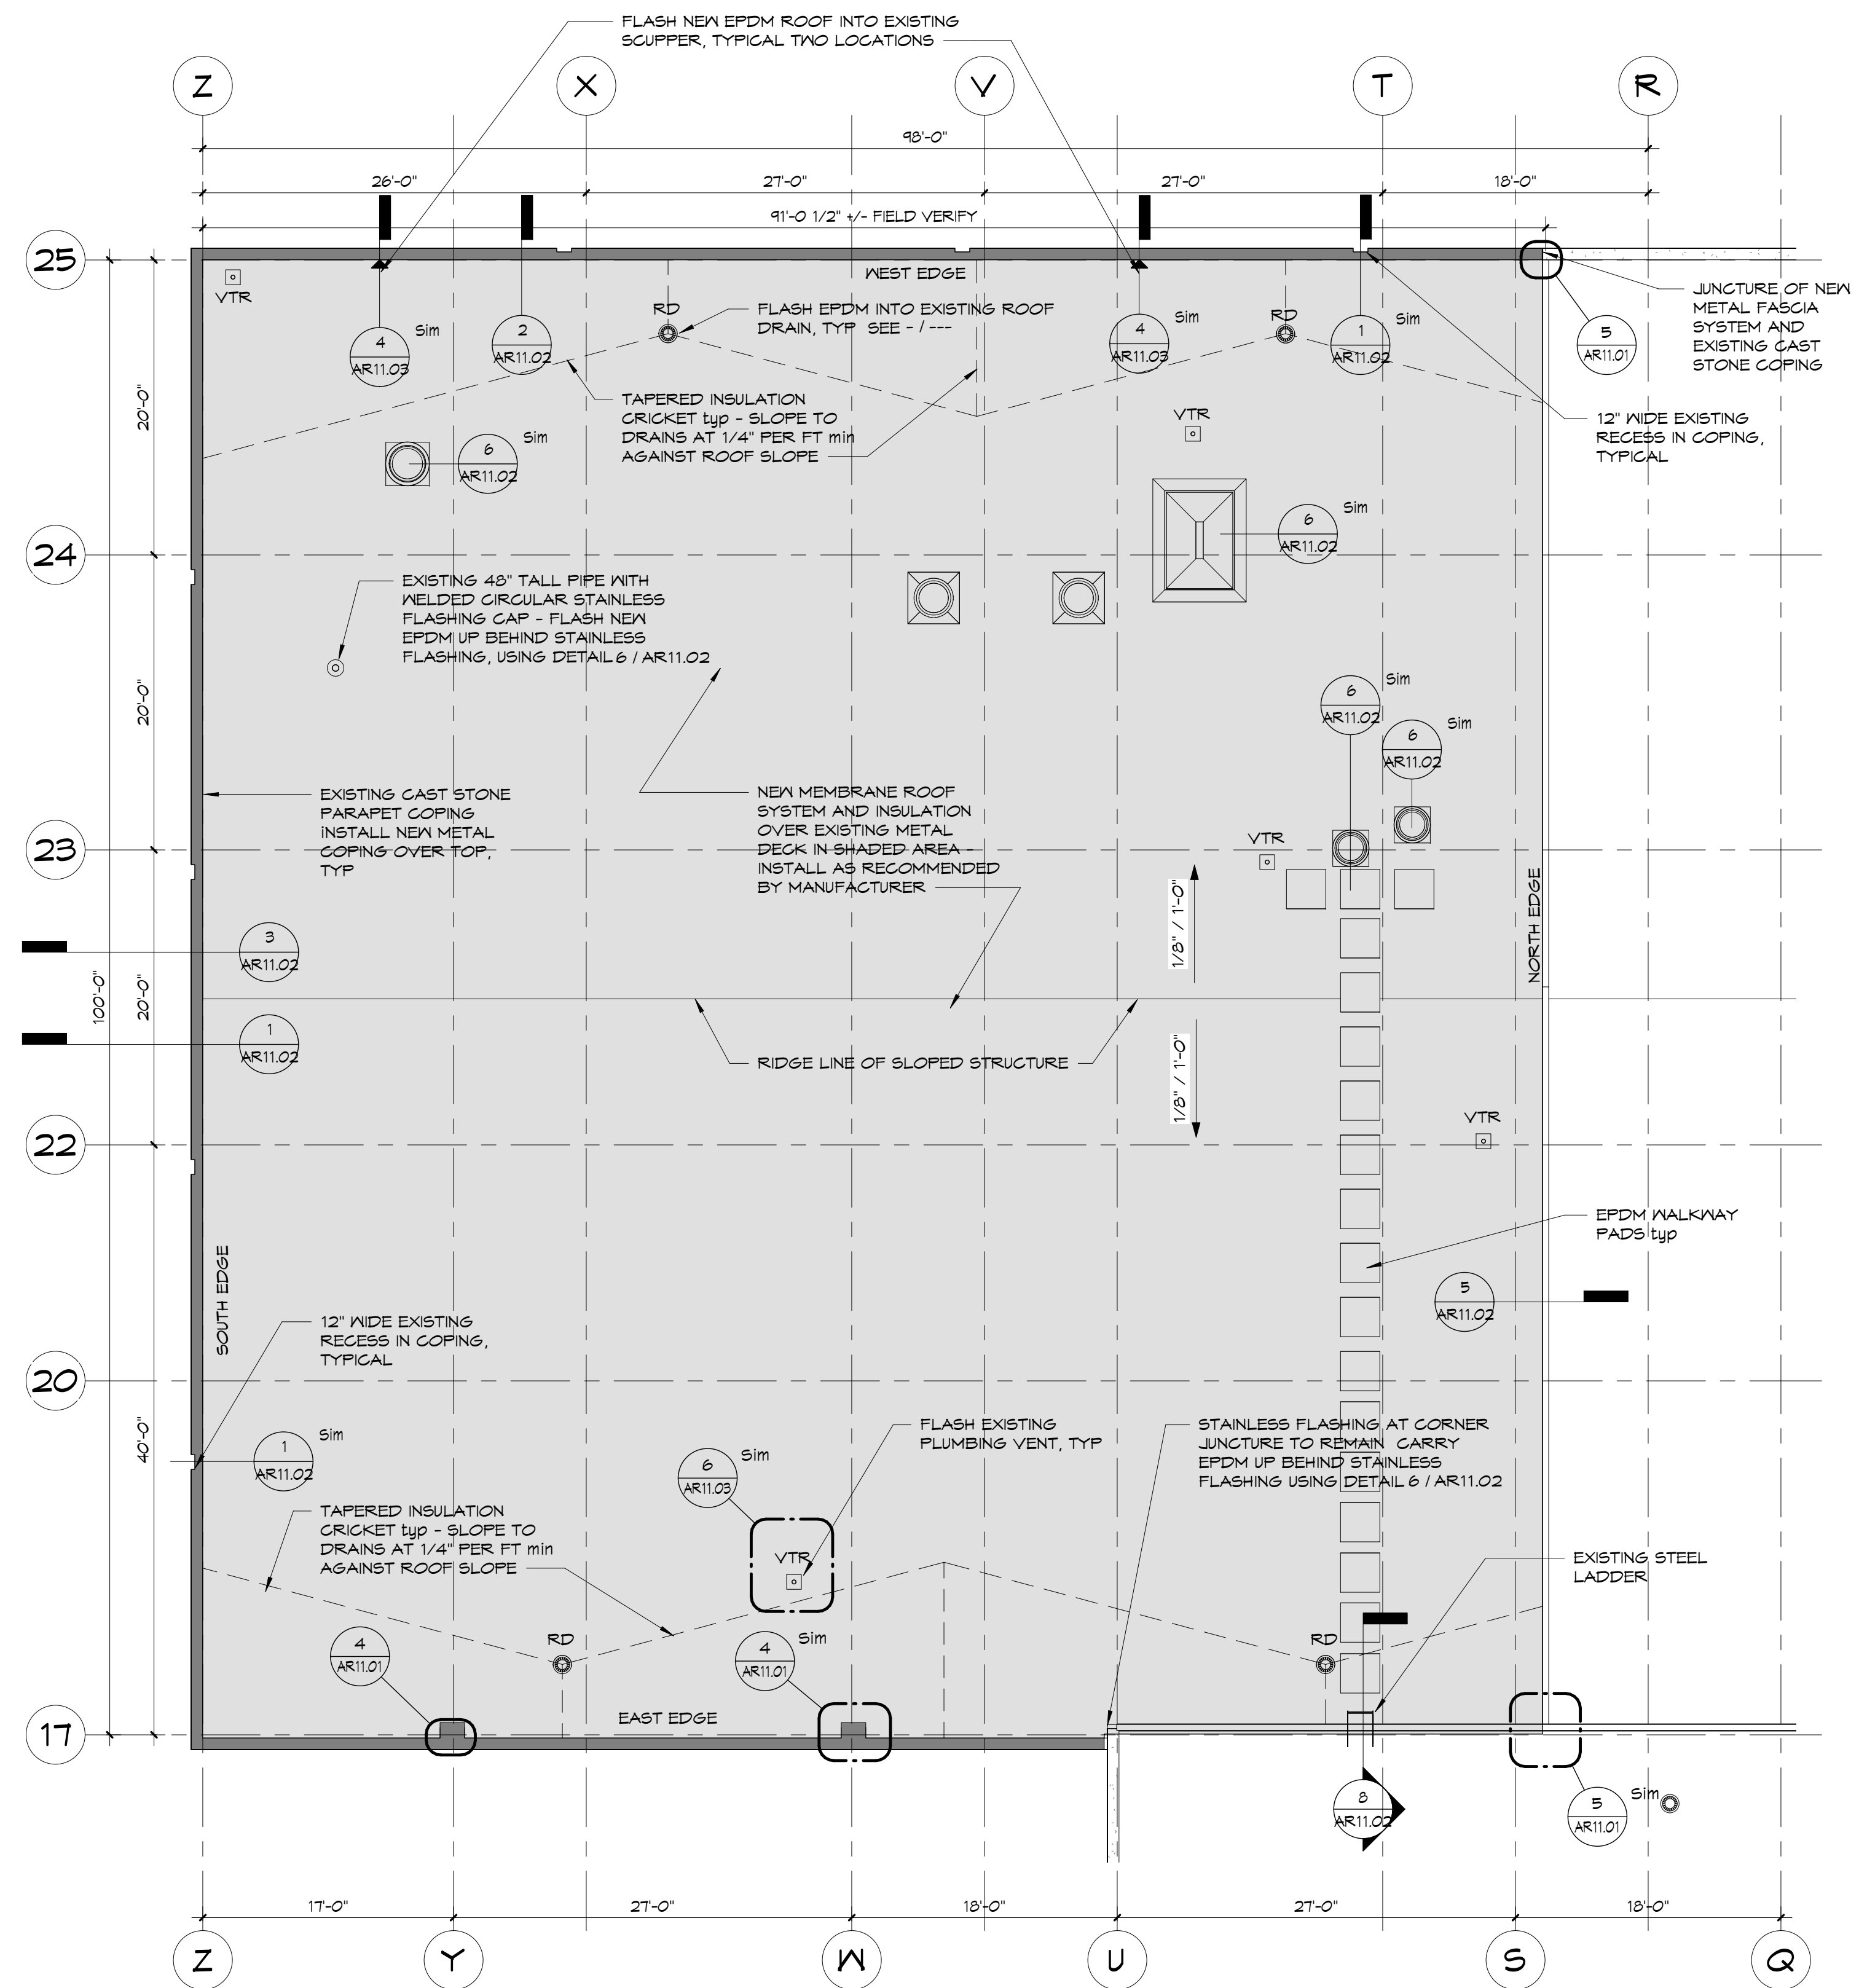 FLASH NEW EPDM ROOF INTO EXISTING
SCUPPER, TYPICAL TWO LOCATIONS
Z
X
V
T
R
98'-0"
26'-0"
27'-0"
27'-0"
18'-0"
91'-0 1/2" +/- FIELD VERIFY
25
WEST EDGE
VTR
RD
FLASH EPDM INTO EXISTING ROOF
DRAIN, TYP SEE - / ---
RD
JUNCTURE OF NEW
METAL FASCIA
SYSTEM AND
EXISTING CAST
STONE COPING
4
AR11.03
Sim
2
AR11.02
4
AR11.03
Sim
1
AR11.02
Sim
5
AR11.01
20'-0"
TAPERED INSULATION
CRICKET typ - SLOPE TO
DRAINS AT 1/4" PER FT min
AGAINST ROOF SLOPE
VTR
12" WIDE EXISTING
RECESS IN COPING,
TYPICAL
6
AR11.02
Sim
6
AR11.02
Sim
24
EXISTING 48" TALL PIPE WITH
WELDED CIRCULAR STAINLESS
FLASHING CAP - FLASH NEW
EPDM UP BEHIND STAINLESS
FLASHING, USING DETAIL 6 / AR11.02
20'-0"
6
AR11.02
Sim
6
AR11.02
Sim
EXISTING CAST STONE
PARAPET COPING
iNSTALL NEW METAL
COPING OVER TOP,
TYP
NEW MEMBRANE ROOF
SYSTEM AND INSULATION
OVER EXISTING METAL
DECK IN SHADED AREA -
INSTALL AS RECOMMENDED
BY MANUFACTURER
VTR
23
1/8" / 1'-0"
NORTH EDGE
3
AR11.02
100'-0"
20'-0"
1
AR11.02
RIDGE LINE OF SLOPED STRUCTURE
1/8" / 1'-0"
VTR
22
EPDM WALKWAY
PADS typ
SOUTH EDGE
5
AR11.02
12" WIDE EXISTING
RECESS IN COPING,
TYPICAL
20
40'-0"
FLASH EXISTING
PLUMBING VENT, TYP
STAINLESS FLASHING AT CORNER
JUNCTURE TO REMAIN CARRY
EPDM UP BEHIND STAINLESS
FLASHING USING DETAIL 6 / AR11.02
1
AR11.02
Sim
6
AR11.03
Sim
TAPERED INSULATION
CRICKET typ - SLOPE TO
DRAINS AT 1/4" PER FT min
AGAINST ROOF SLOPE
VTR
EXISTING STEEL
LADDER
RD
RD
4
AR11.01
4
AR11.01
Sim
EAST EDGE
17
8
AR11.02
5
AR11.01
Sim
17'-0"
27'-0"
18'-0"
27'-0"
18'-0"
Z
Y
W
U
S
Q